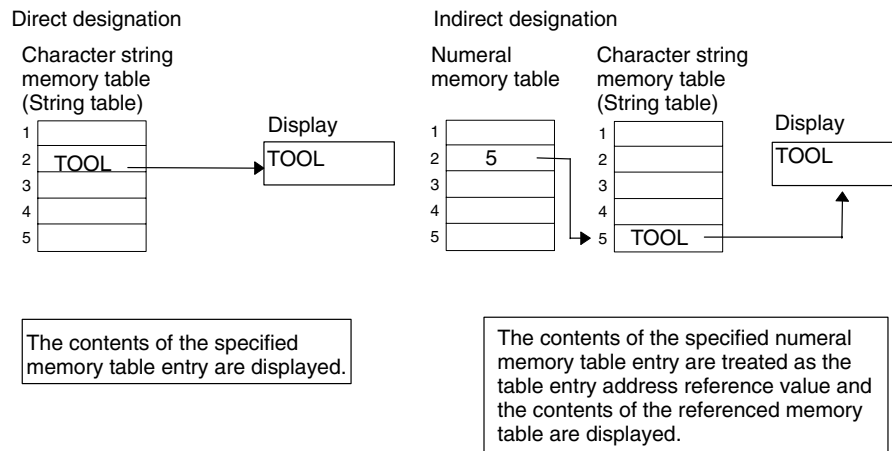 Direct designation
Character string
memory table
(String table)
1
2 TOOL
3
4
5
Display
TOOL
The contents of the specified
memory table entry are displayed.
Indirect designation
Numeral
memory table
1
2 5
3
4
5
Character string
memory table
(String table)
1
2
3
4
5 TOOL
Display
TOOL
The contents of the specified numeral
memory table entry are treated as the
table entry address reference value and
the contents of the referenced memory
table are displayed.